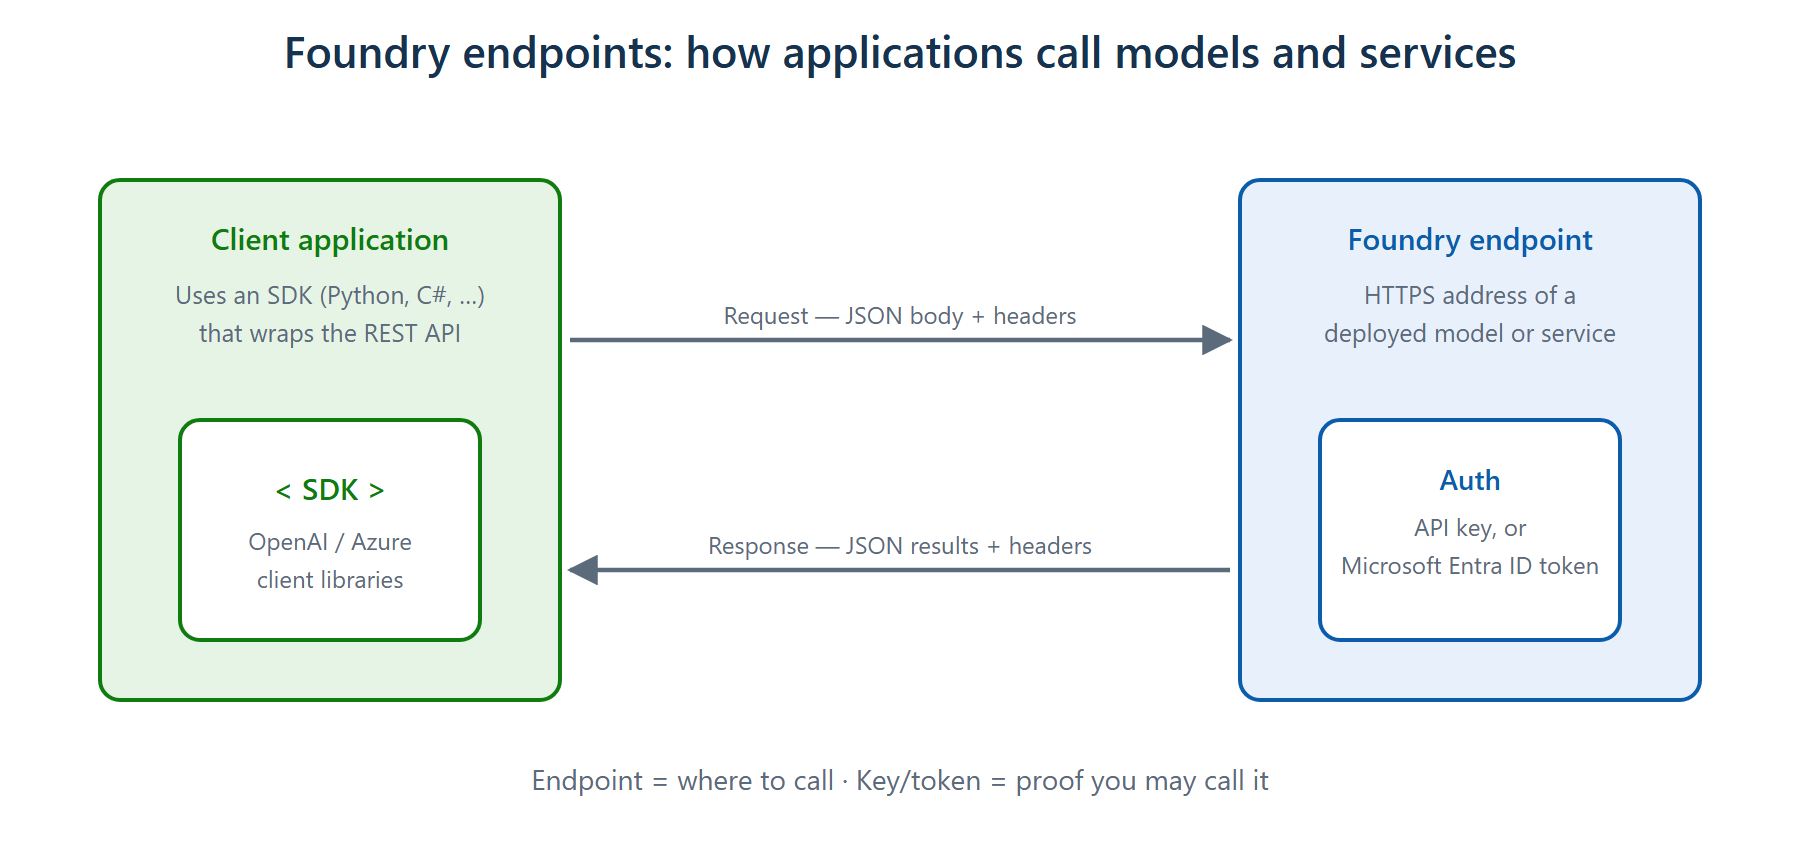 Foundry endpoints: how applications call models and services
Client application
Uses an SDK (Python, C#, ...)
that wraps the REST API
< SDK >
OpenAI / Azure
client libraries
Request — JSON body + headers
Response — JSON results + headers
Foundry endpoint
HTTPS address of a
deployed model or service
Auth
API key, or
Microsoft Entra ID token
Endpoint = where to call · Key/token = proof you may call it